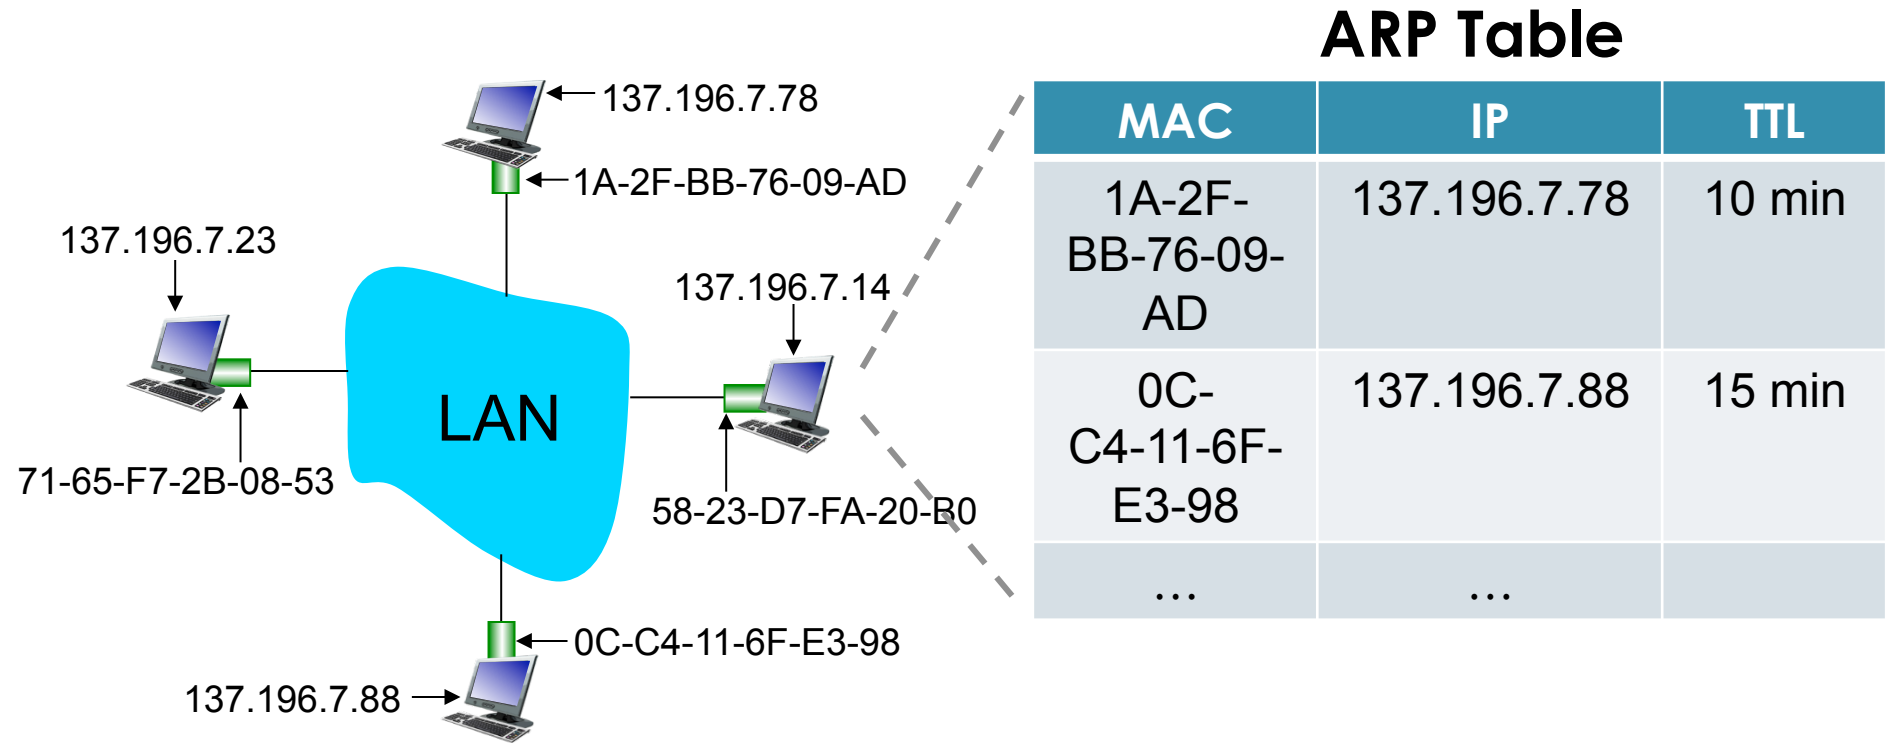 ARP Table
137.196.7.78
1A-2F-BB-76-09-AD
137.196.7.23
137.196.7.14
LAN
71-65-F7-2B-08-53
58-23-D7-FA-20-B0
0C-C4-11-6F-E3-98
137.196.7.88
MAC IP TTL
1A-2F- 137.196.7.78 10 min
BB-76-09-
AD
0C- 137.196.7.88 15 min
C4-11-6F-
E3-98
… …